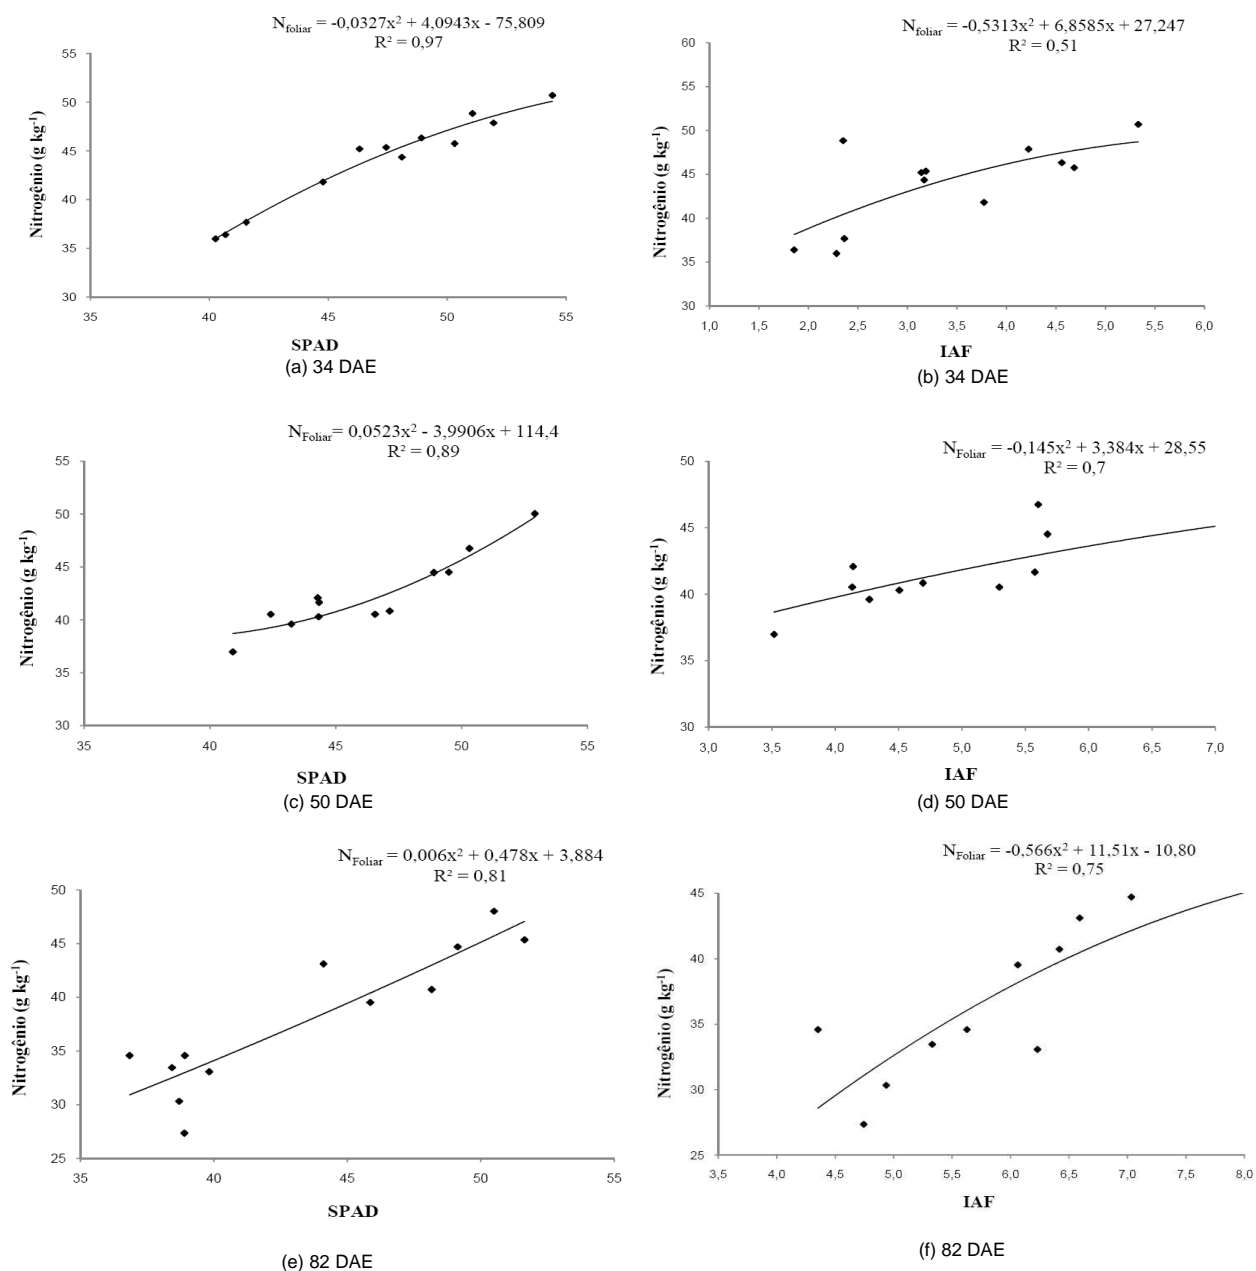 N_foliar = -0,0327x² + 4,0943x - 75,809
R² = 0,97
55
50
45
40
35
30
35
40
45
50
55
Nitrogênio (g kg⁻¹)
SPAD
(a) 34 DAE
N_foliar = -0,5313x² + 6,8585x + 27,247
R² = 0,51
60
55
50
45
40
35
30
1,0
1,5
2,0
2,5
3,0
3,5
4,0
4,5
5,0
5,5
6,0
Nitrogênio (g kg⁻¹)
IAF
(b) 34 DAE
N_Foliar = 0,0523x² - 3,9906x + 114,4
R² = 0,89
55
50
45
40
35
30
35
40
45
50
55
Nitrogênio (g kg⁻¹)
SPAD
(c) 50 DAE
N_Foliar = -0,145x² + 3,384x + 28,55
R² = 0,7
50
45
40
35
30
3,0
3,5
4,0
4,5
5,0
5,5
6,0
6,5
7,0
Nitrogênio (g kg⁻¹)
IAF
(d) 50 DAE
N_Foliar = 0,006x² + 0,478x + 3,884
R² = 0,81
50
45
40
35
30
25
35
40
45
50
55
Nitrogênio (g kg⁻¹)
SPAD
(e) 82 DAE
N_Foliar = -0,566x² + 11,51x - 10,80
R² = 0,75
45
40
35
30
25
3,5
4,0
4,5
5,0
5,5
6,0
6,5
7,0
7,5
8,0
Nitrogênio (g kg⁻¹)
IAF
(f) 82 DAE